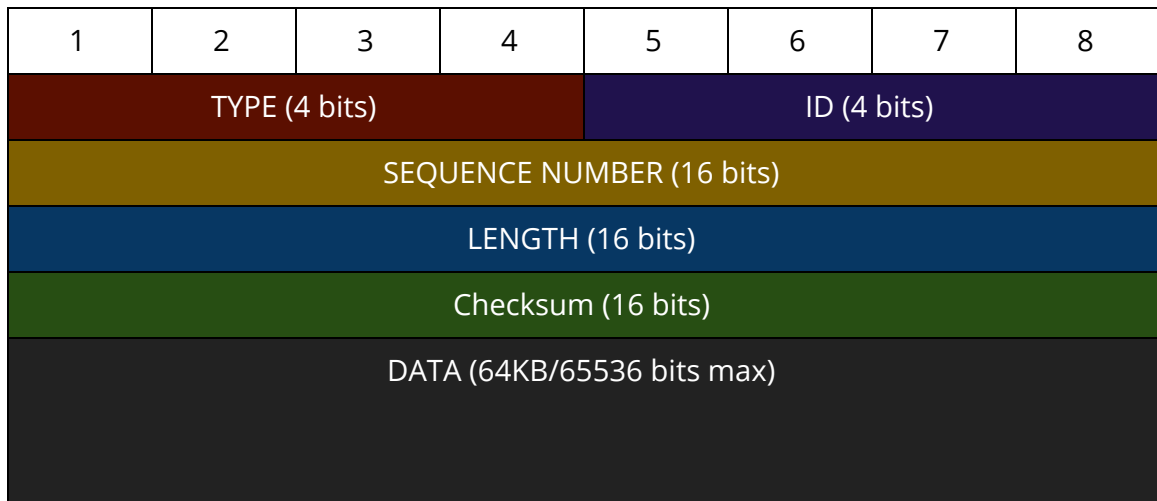 1 2 3 4 5 6 7 8
TYPE (4 bits) ID (4 bits)
SEQUENCE NUMBER (16 bits)
LENGTH (16 bits)
Checksum (16 bits)
DATA (64KB/65536 bits max)